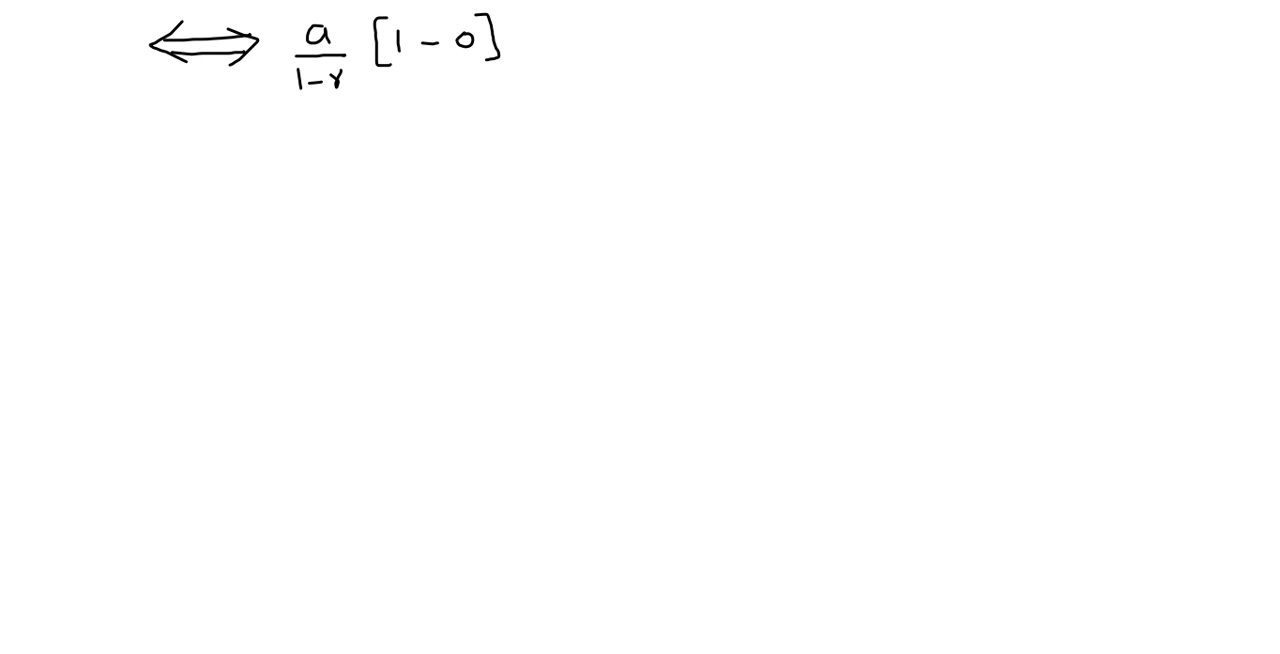 ⟺ a/(1-r) [1 - 0]